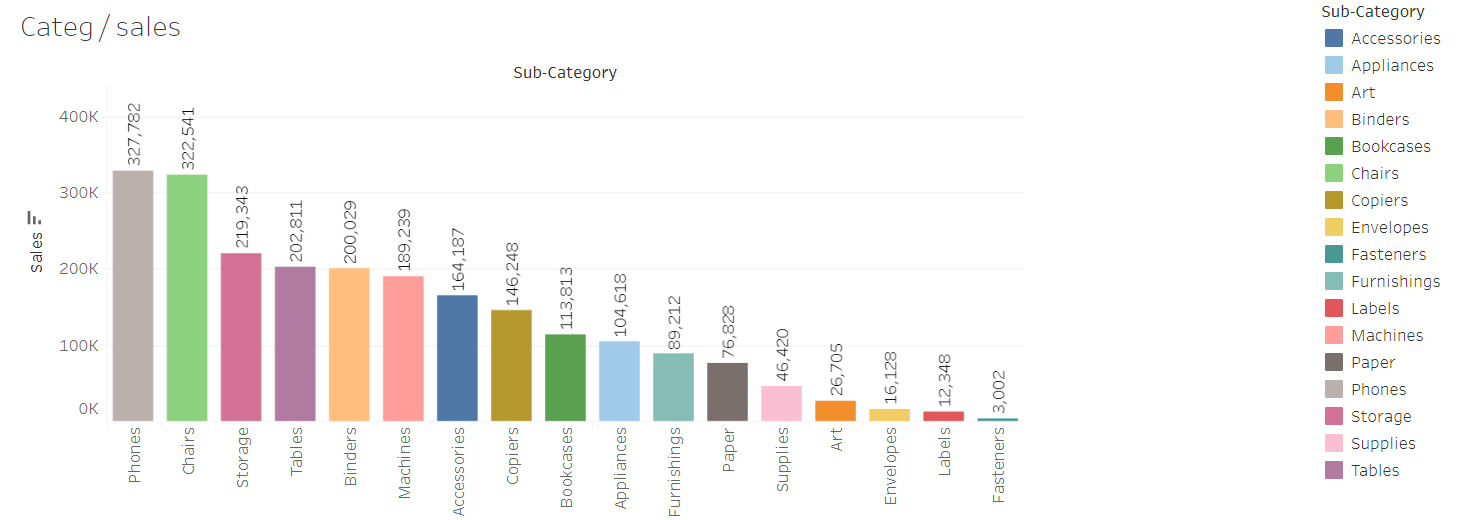 Categ / sales
Sub-Category
400K
300K
200K
100K
0K
Sales
327,782
322,541
219,343
202,811
200,029
189,239
164,187
146,248
113,813
104,618
89,212
76,828
46,420
26,705
16,128
12,348
3,002
Phones
Chairs
Storage
Tables
Binders
Machines
Accessories
Copiers
Bookcases
Appliances
Furnishings
Paper
Supplies
Art
Envelopes
Labels
Fasteners
Sub-Category
Accessories
Appliances
Art
Binders
Bookcases
Chairs
Copiers
Envelopes
Fasteners
Furnishings
Labels
Machines
Paper
Phones
Storage
Supplies
Tables